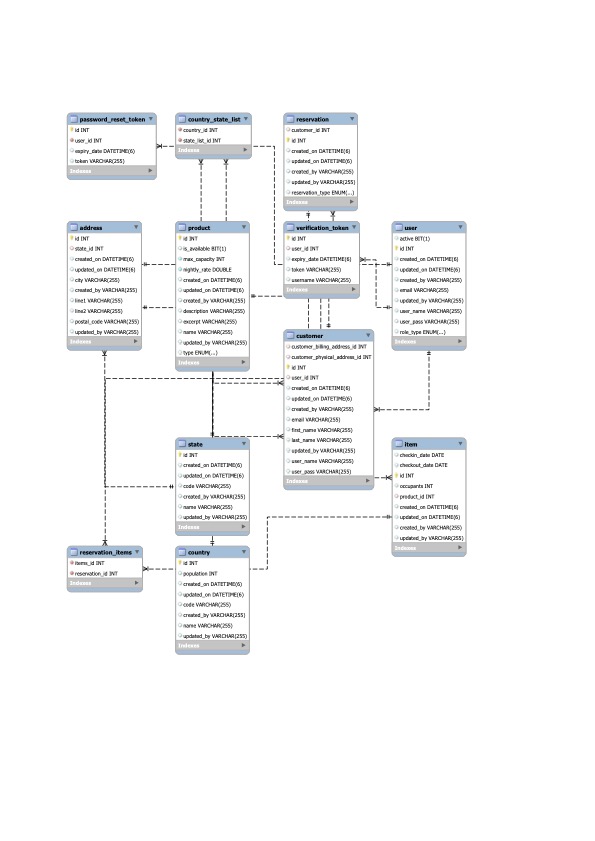 password_reset_token
id INT
user_id INT
expiry_date DATETIME(6)
token VARCHAR(255)
Indexes
country_state_list
country_id INT
state_list_id INT
Indexes
reservation
customer_id INT
id INT
created_on DATETIME(6)
updated_on DATETIME(6)
created_by VARCHAR(255)
updated_by VARCHAR(255)
reservation_type ENUM(...)
Indexes
address
id INT
state_id INT
created_on DATETIME(6)
updated_on DATETIME(6)
city VARCHAR(255)
created_by VARCHAR(255)
line1 VARCHAR(255)
line2 VARCHAR(255)
postal_code VARCHAR(255)
updated_by VARCHAR(255)
Indexes
product
id INT
is_available BIT(1)
max_capacity INT
nightly_rate DOUBLE
created_on DATETIME(6)
updated_on DATETIME(6)
created_by VARCHAR(255)
description VARCHAR(255)
excerpt VARCHAR(255)
name VARCHAR(255)
updated_by VARCHAR(255)
type ENUM(...)
Indexes
verification_token
id INT
user_id INT
expiry_date DATETIME(6)
token VARCHAR(255)
username VARCHAR(255)
Indexes
user
active BIT(1)
id INT
created_on DATETIME(6)
updated_on DATETIME(6)
created_by VARCHAR(255)
email VARCHAR(255)
updated_by VARCHAR(255)
user_name VARCHAR(255)
user_pass VARCHAR(255)
role_type ENUM(...)
Indexes
customer
customer_billing_address_id INT
customer_physical_address_id INT
id INT
user_id INT
created_on DATETIME(6)
updated_on DATETIME(6)
created_by VARCHAR(255)
email VARCHAR(255)
first_name VARCHAR(255)
last_name VARCHAR(255)
updated_by VARCHAR(255)
user_name VARCHAR(255)
user_pass VARCHAR(255)
Indexes
state
id INT
created_on DATETIME(6)
updated_on DATETIME(6)
code VARCHAR(255)
created_by VARCHAR(255)
name VARCHAR(255)
updated_by VARCHAR(255)
Indexes
item
checkin_date DATE
checkout_date DATE
id INT
occupants INT
product_id INT
created_on DATETIME(6)
updated_on DATETIME(6)
created_by VARCHAR(255)
updated_by VARCHAR(255)
Indexes
reservation_items
items_id INT
reservation_id INT
Indexes
country
id INT
population INT
created_on DATETIME(6)
updated_on DATETIME(6)
code VARCHAR(255)
created_by VARCHAR(255)
name VARCHAR(255)
updated_by VARCHAR(255)
Indexes